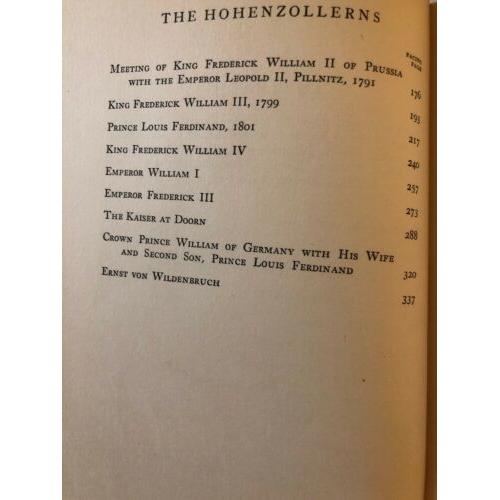 THE HOHENZOLLERNS
FACING
PAGE
MEETING OF KING FREDERICK WILLIAM II OF PRUSSIA
WITH THE EMPEROR LEOPOLD II, PILLNITZ, 1791 176
KING FREDERICK WILLIAM III, 1799 193
PRINCE LOUIS FERDINAND, 1801 217
KING FREDERICK WILLIAM IV 240
EMPEROR WILLIAM I 257
EMPEROR FREDERICK III 273
THE KAISER AT DOORN 288
CROWN PRINCE WILLIAM OF GERMANY WITH HIS WIFE
AND SECOND SON, PRINCE LOUIS FERDINAND 320
ERNST VON WILDENBRUCH 337